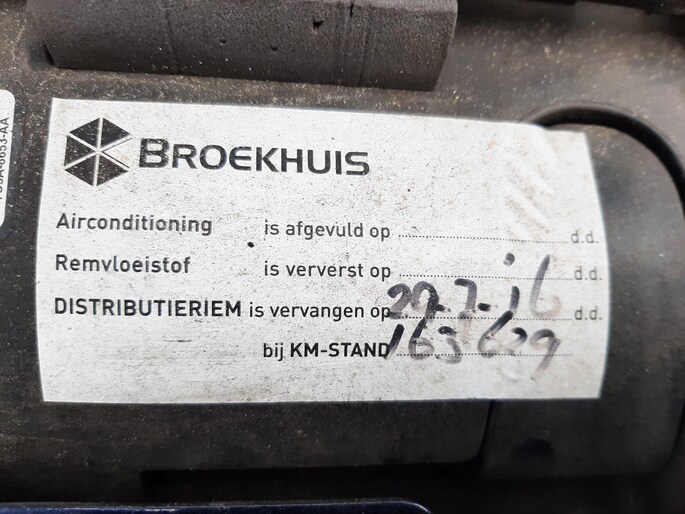 BROEKHUIS
Airconditioning is afgevuld op ........ d.d.
Remvloeistof is ververst op ........ d.d.
DISTRIBUTIERIEM is vervangen op 29-7-'16 d.d.
bij KM-STAND 163629